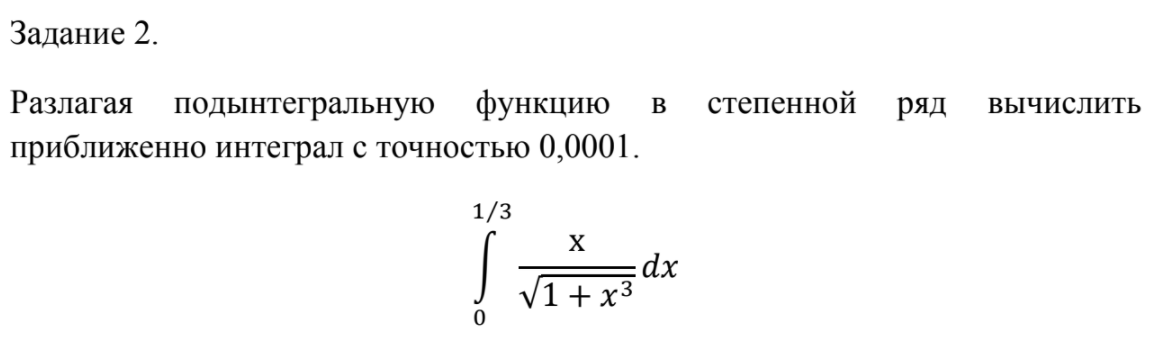 Задание 2.
Разлагая подынтегральную функцию в степенной ряд вычислить
приближенно интеграл с точностью 0,0001.
1/3
∫ x/√(1 + x³) dx
0